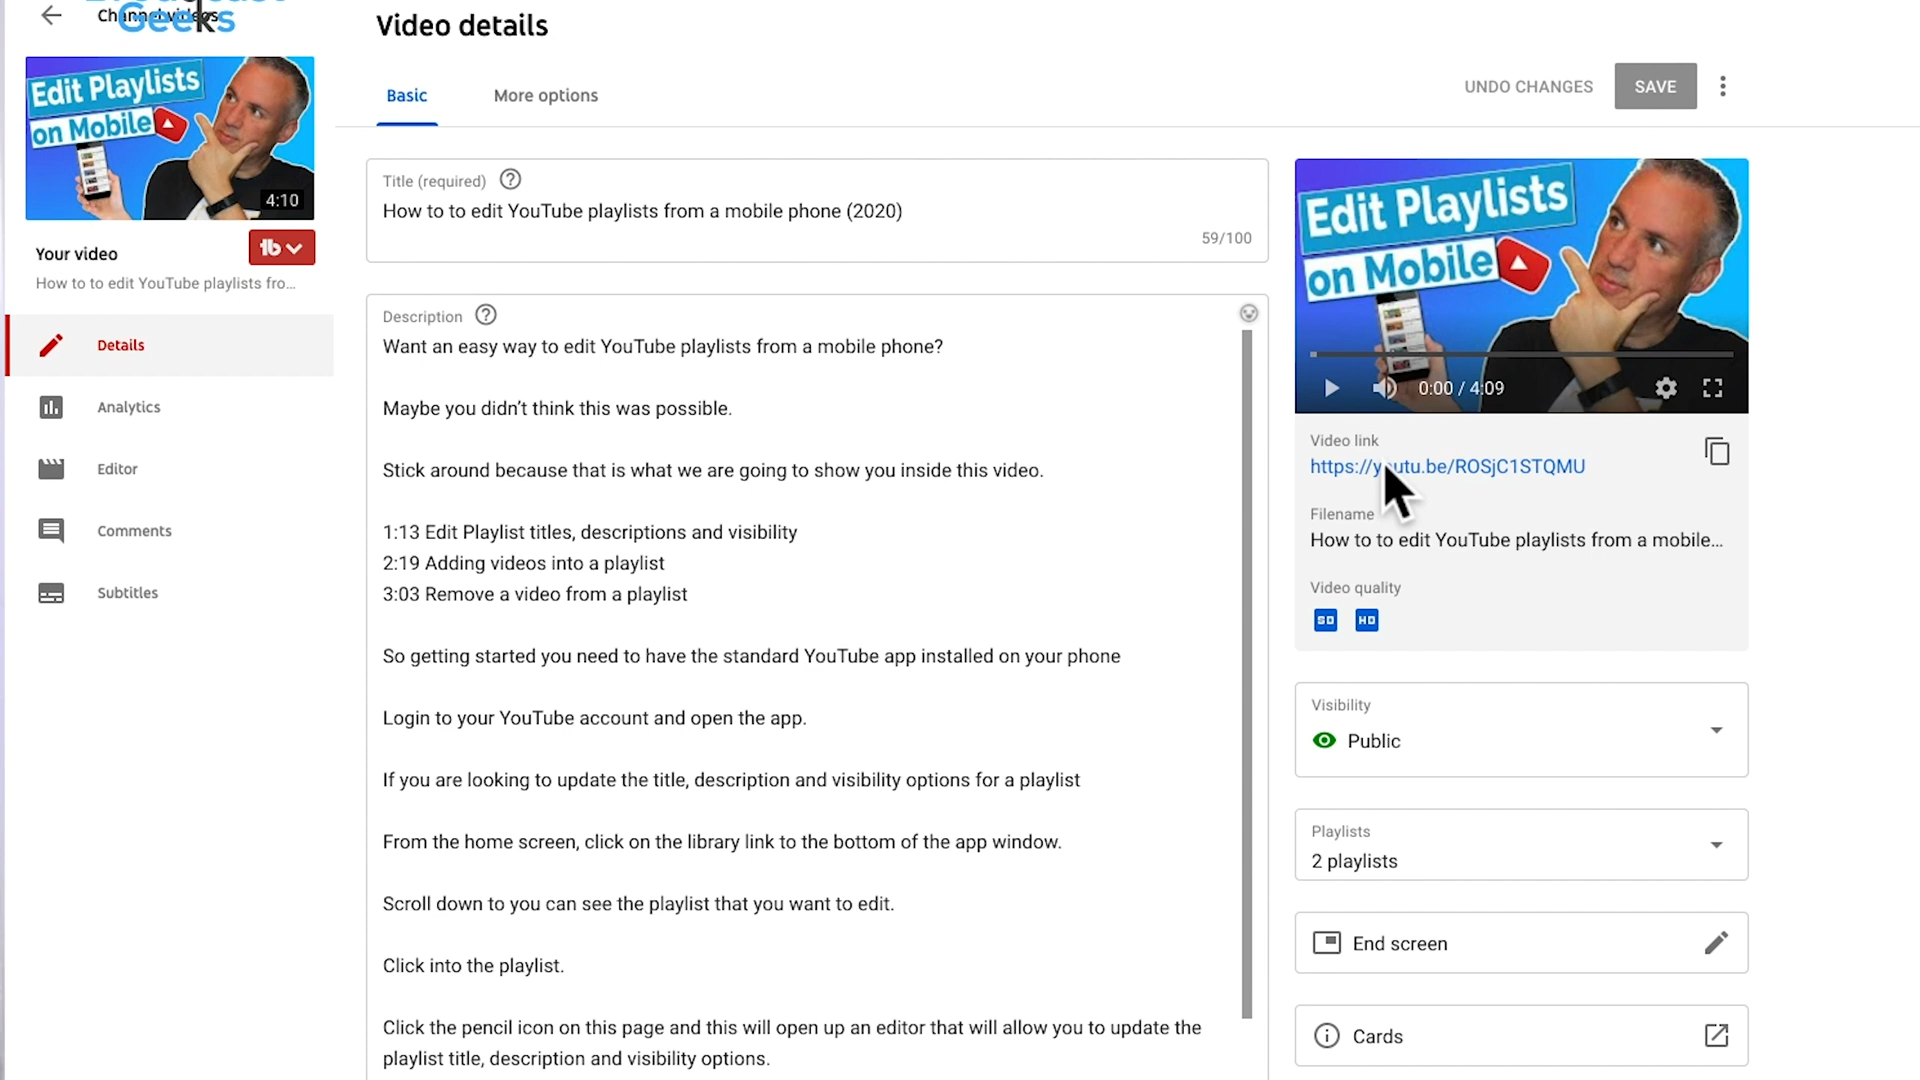 Broadcast
Channel videos
Geeks
Video details
Basic
More options
UNDO CHANGES
SAVE
Edit Playlists
on Mobile
4:10
Your video
How to to edit YouTube playlists fro...
Details
Analytics
Editor
Comments
Subtitles
Title (required)
How to to edit YouTube playlists from a mobile phone (2020)
59/100
Description
Want an easy way to edit YouTube playlists from a mobile phone?
Maybe you didn’t think this was possible.
Stick around because that is what we are going to show you inside this video.
1:13 Edit Playlist titles, descriptions and visibility
2:19 Adding videos into a playlist
3:03 Remove a video from a playlist
So getting started you need to have the standard YouTube app installed on your phone
Login to your YouTube account and open the app.
If you are looking to update the title, description and visibility options for a playlist
From the home screen, click on the library link to the bottom of the app window.
Scroll down to you can see the playlist that you want to edit.
Click into the playlist.
Click the pencil icon on this page and this will open up an editor that will allow you to update the
playlist title, description and visibility options.
Edit Playlists
on Mobile
0:00 / 4:09
Video link
https://youtu.be/ROSjC1STQMU
Filename
How to to edit YouTube playlists from a mobile...
Video quality
SD HD
Visibility
Public
Playlists
2 playlists
End screen
Cards